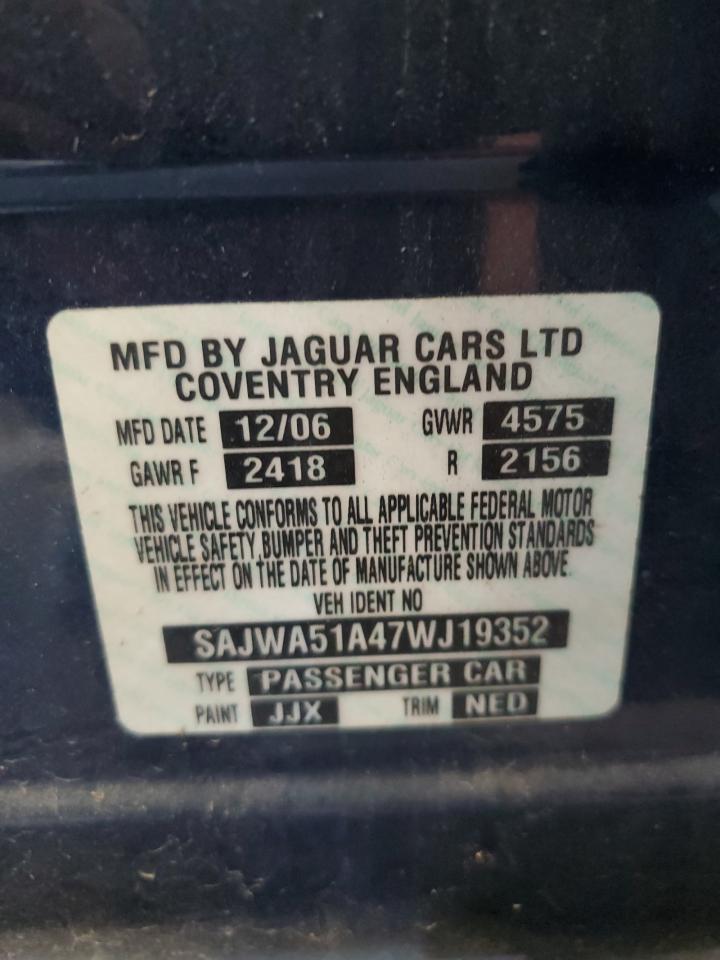 MFD BY JAGUAR CARS LTD
COVENTRY ENGLAND
MFD DATE 12/06 GVWR 4575
GAWR F 2418 R 2156
THIS VEHICLE CONFORMS TO ALL APPLICABLE FEDERAL MOTOR
VEHICLE SAFETY,BUMPER AND THEFT PREVENTION STANDARDS
IN EFFECT ON THE DATE OF MANUFACTURE SHOWN ABOVE.
VEH IDENT NO
SAJWA51A47WJ19352
TYPE PASSENGER CAR
PAINT JJX TRIM NED